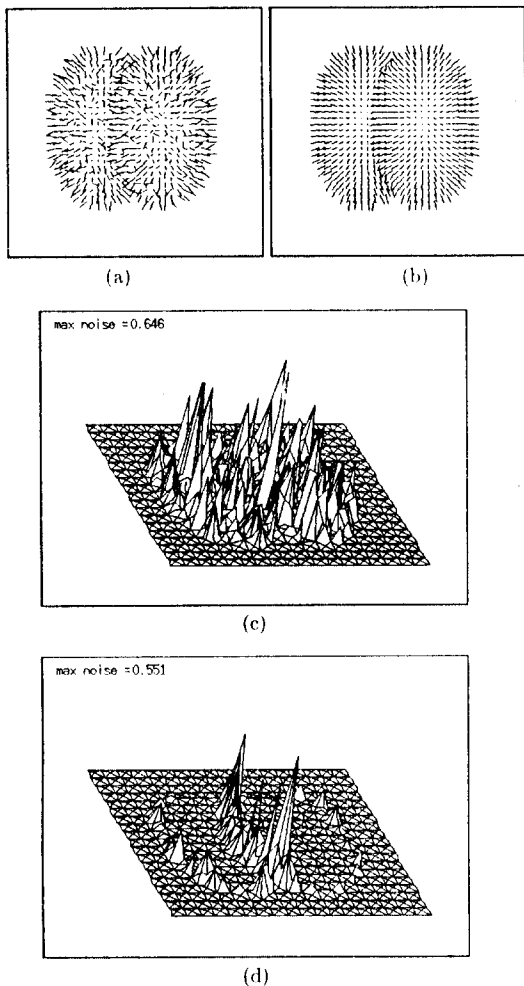 (a) (b)
max noise =0.646
(c)
max noise =0.551
(d)